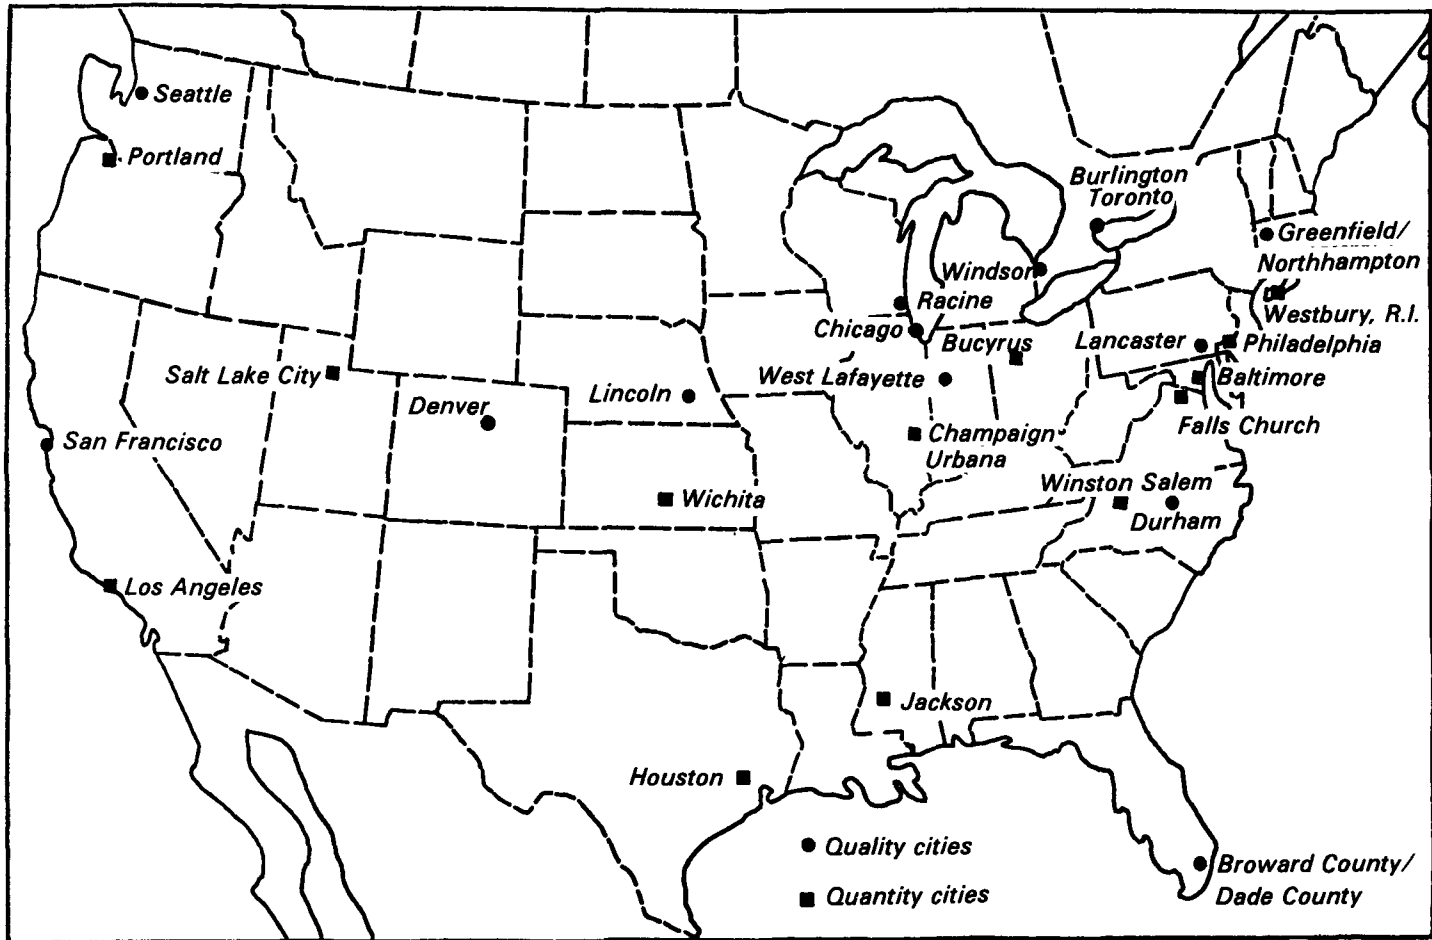 Seattle
Portland
Burlington
Toronto
Greenfield/
Northhampton
Windsor
Racine
Westbury, R.I.
Chicago
Bucyrus
Lancaster
Philadelphia
Salt Lake City
West Lafayette
Baltimore
Lincoln
Denver
Falls Church
San Francisco
Champaign
Urbana
Winston Salem
Wichita
Durham
Los Angeles
Jackson
Houston
Quality cities
Broward County/
Dade County
Quantity cities